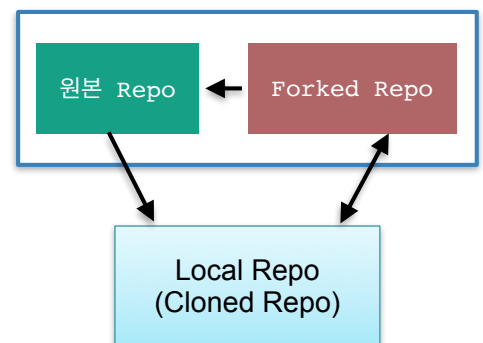 원본 Repo
Forked Repo
Local Repo
(Cloned Repo)